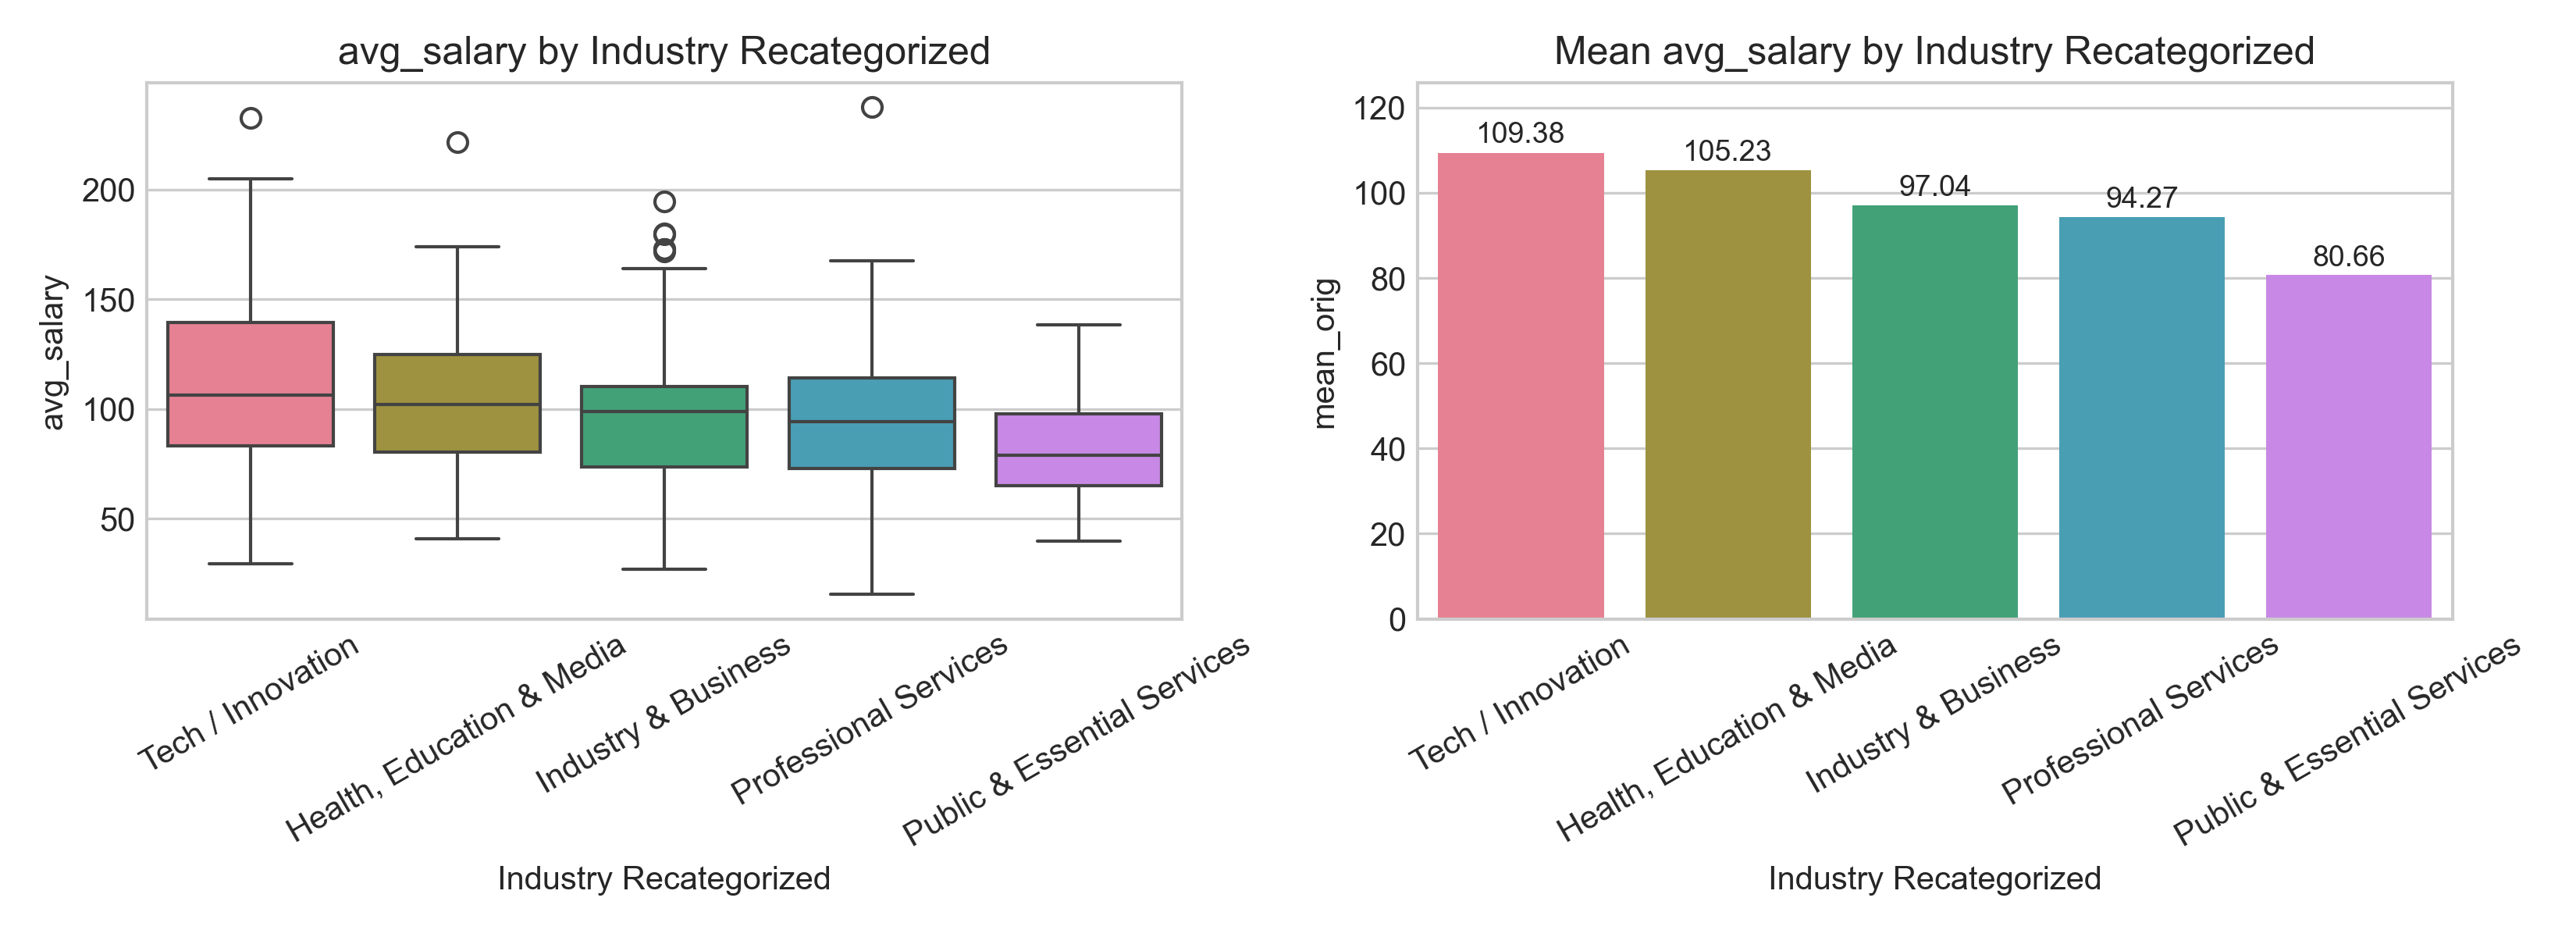 avg_salary by Industry Recategorized
avg_salary
200
150
100
50
Tech / Innovation
Health, Education & Media
Industry & Business
Professional Services
Public & Essential Services
Industry Recategorized
Mean avg_salary by Industry Recategorized
mean_orig
120
100
80
60
40
20
0
109.38
105.23
97.04
94.27
80.66
Tech / Innovation
Health, Education & Media
Industry & Business
Professional Services
Public & Essential Services
Industry Recategorized